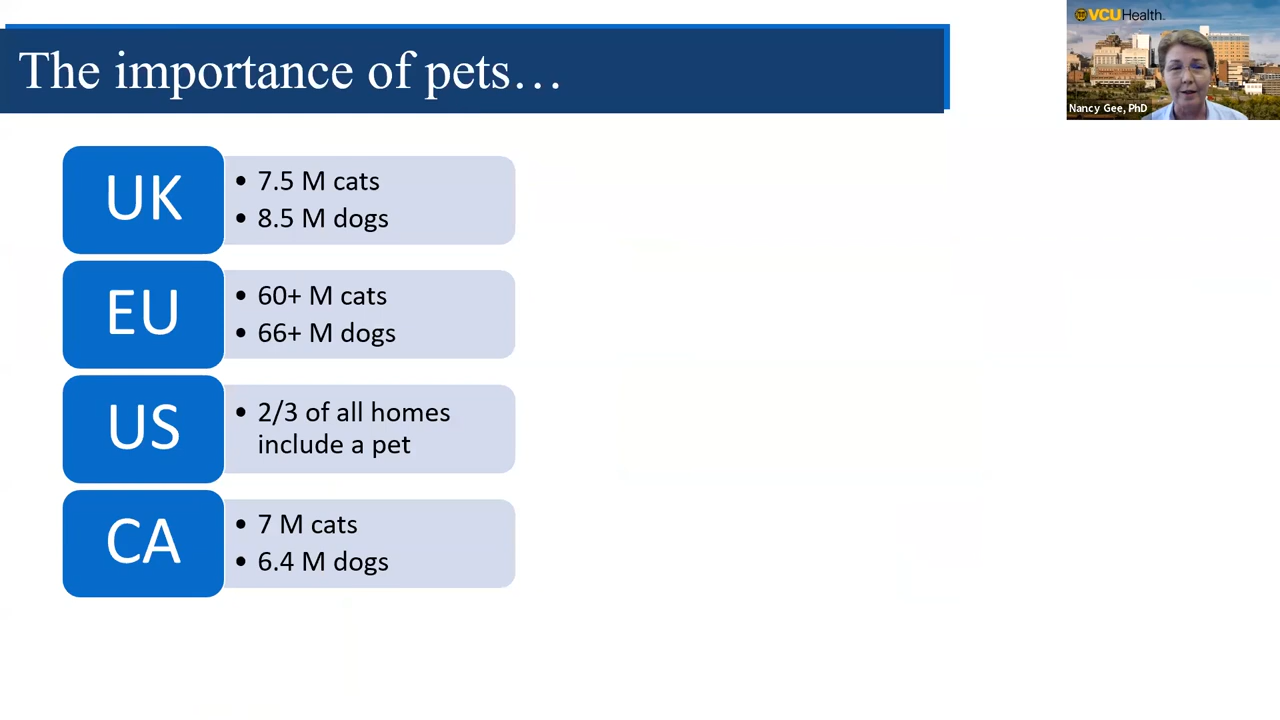 The importance of pets…
VCUHealth.
Nancy Gee, PhD
UK
• 7.5 M cats
• 8.5 M dogs
EU
• 60+ M cats
• 66+ M dogs
US
• 2/3 of all homes
include a pet
CA
• 7 M cats
• 6.4 M dogs